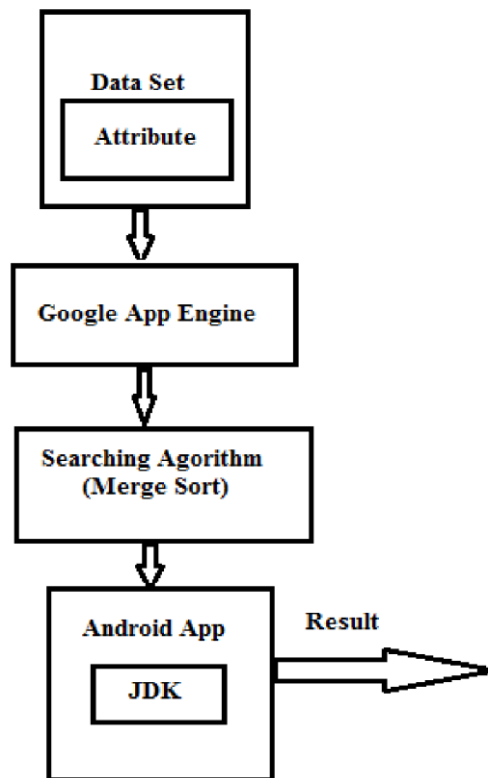 Data Set
Attribute
Google App Engine
Searching Agorithm
(Merge Sort)
Android App
Result
JDK